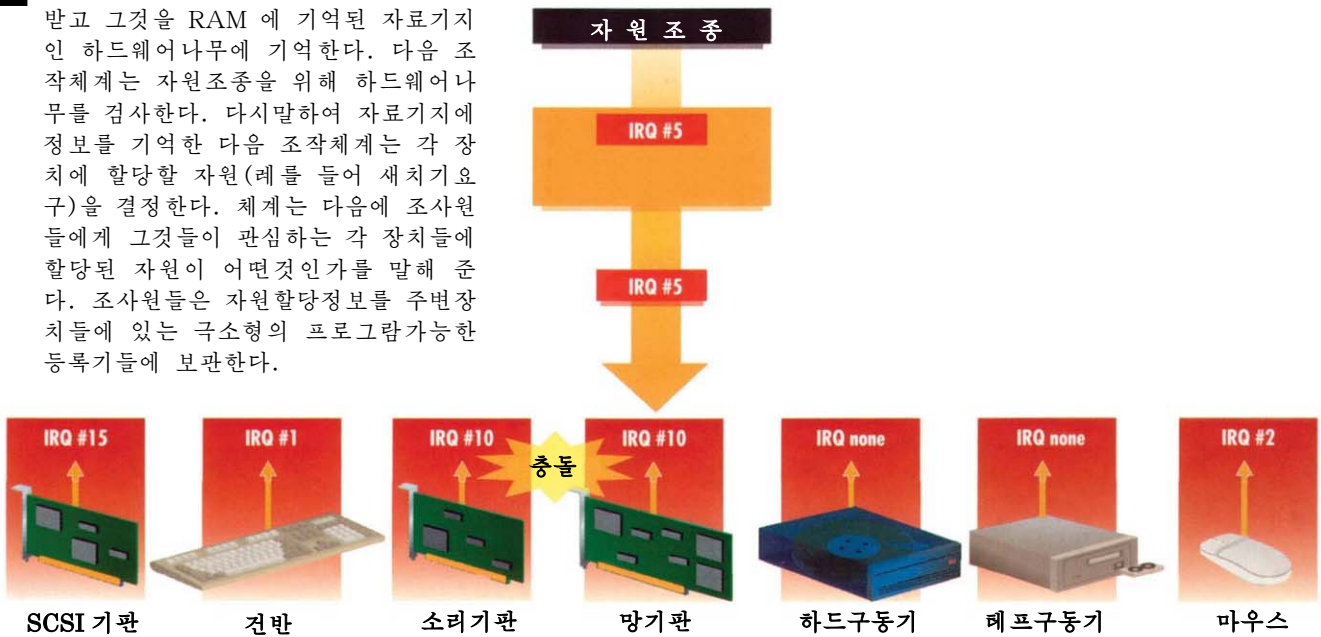 받고 그것을 RAM 에 기억된 자료기지
인 하드웨어나무에 기억한다. 다음 조
작체계는 자원조종을 위해 하드웨어나
무를 검사한다. 다시말하여 자료기지에
정보를 기억한 다음 조작체계는 각 장
치에 할당할 자원(례를 들어 새치기요
구)을 결정한다. 체계는 다음에 조사원
들에게 그것들이 관심하는 각 장치들에
할당된 자원이 어떤것인가를 말해 준
다. 조사원들은 자원할당정보를 주변장
치들에 있는 극소형의 프로그람가능한
등록기들에 보관한다.
자 원 조 종
IRQ #5
IRQ #5
IRQ #15
IRQ #1
IRQ #10
충돌
IRQ #10
IRQ none
IRQ none
IRQ #2
SCSI 기판
건반
소리기판
망기판
하드구동기
테프구동기
마우스